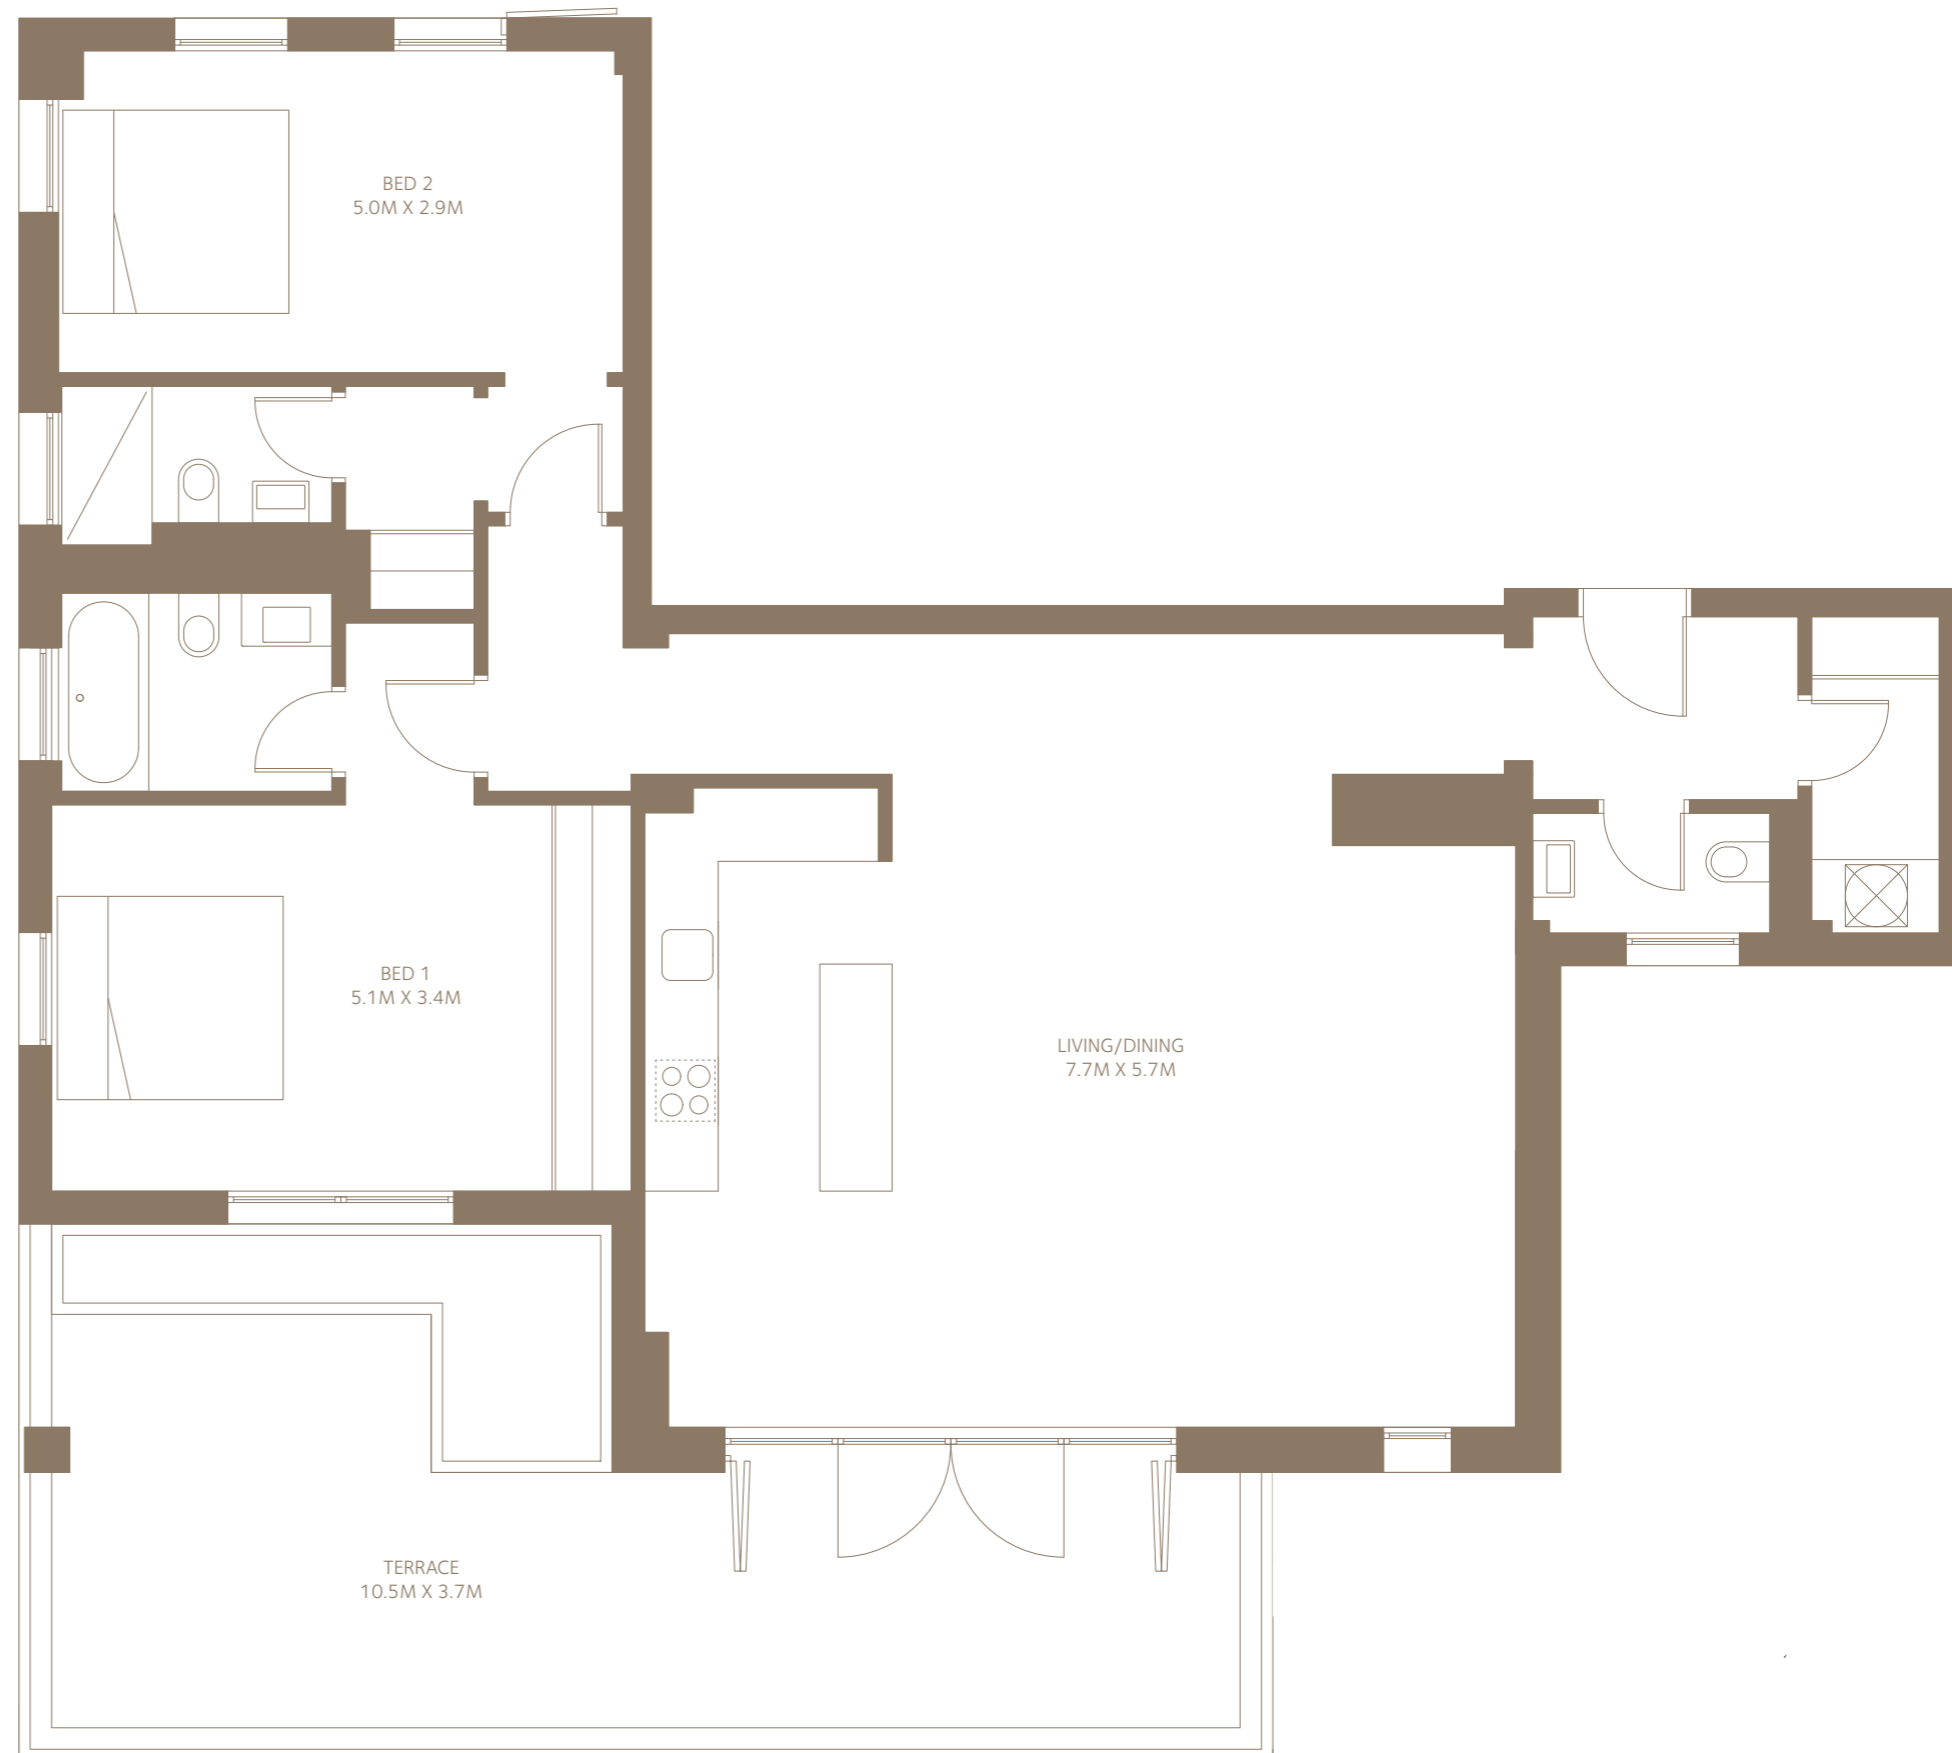 BED 2
5.0M X 2.9M
BED 1
5.1M X 3.4M
LIVING/DINING
7.7M X 5.7M
TERRACE
10.5M X 3.7M